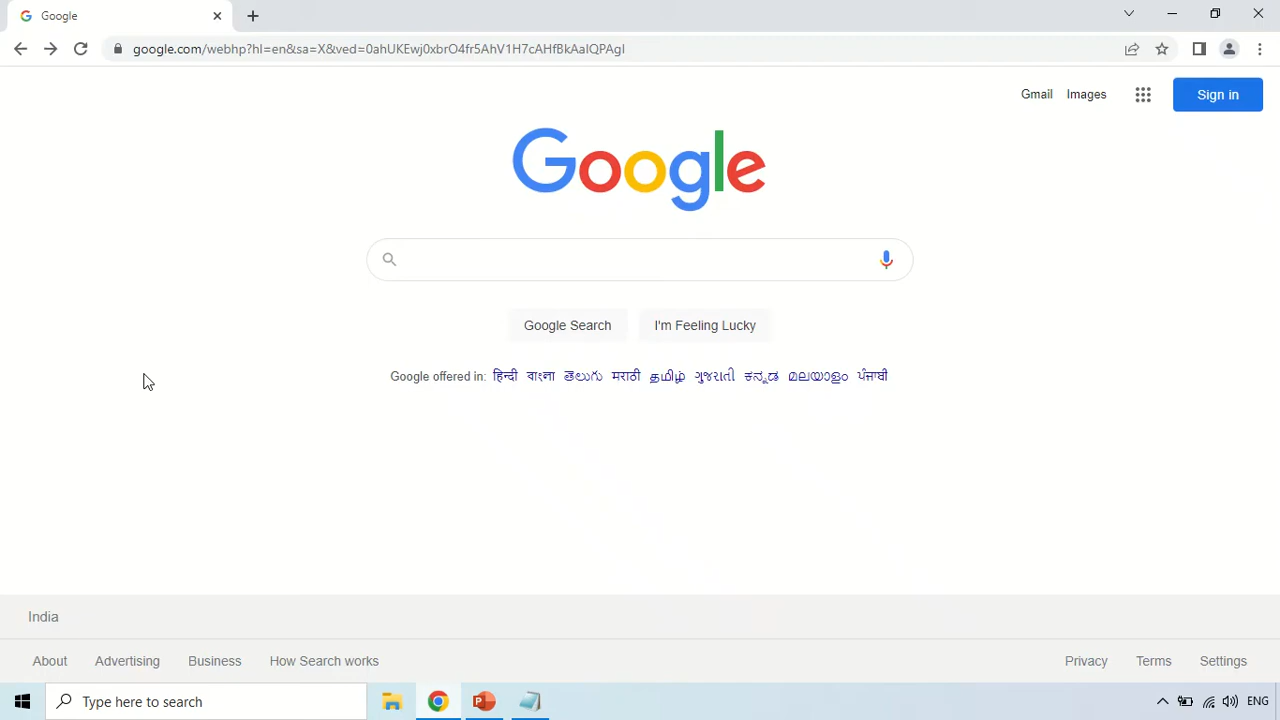 Google
google.com/webhp?hl=en&sa=X&ved=0ahUKEwj0xbrO4fr5AhV1H7cAHfBkAaIQPAgI
Gmail Images Sign in
Google
Google Search I'm Feeling Lucky
Google offered in: हिन्दी বাংলা తెలుగు मराठी தமிழ் ગુજરાતી ಕನ್ನಡ മലയാളം ਪੰਜਾਬੀ
India
About Advertising Business How Search works Privacy Terms Settings
Type here to search ENG